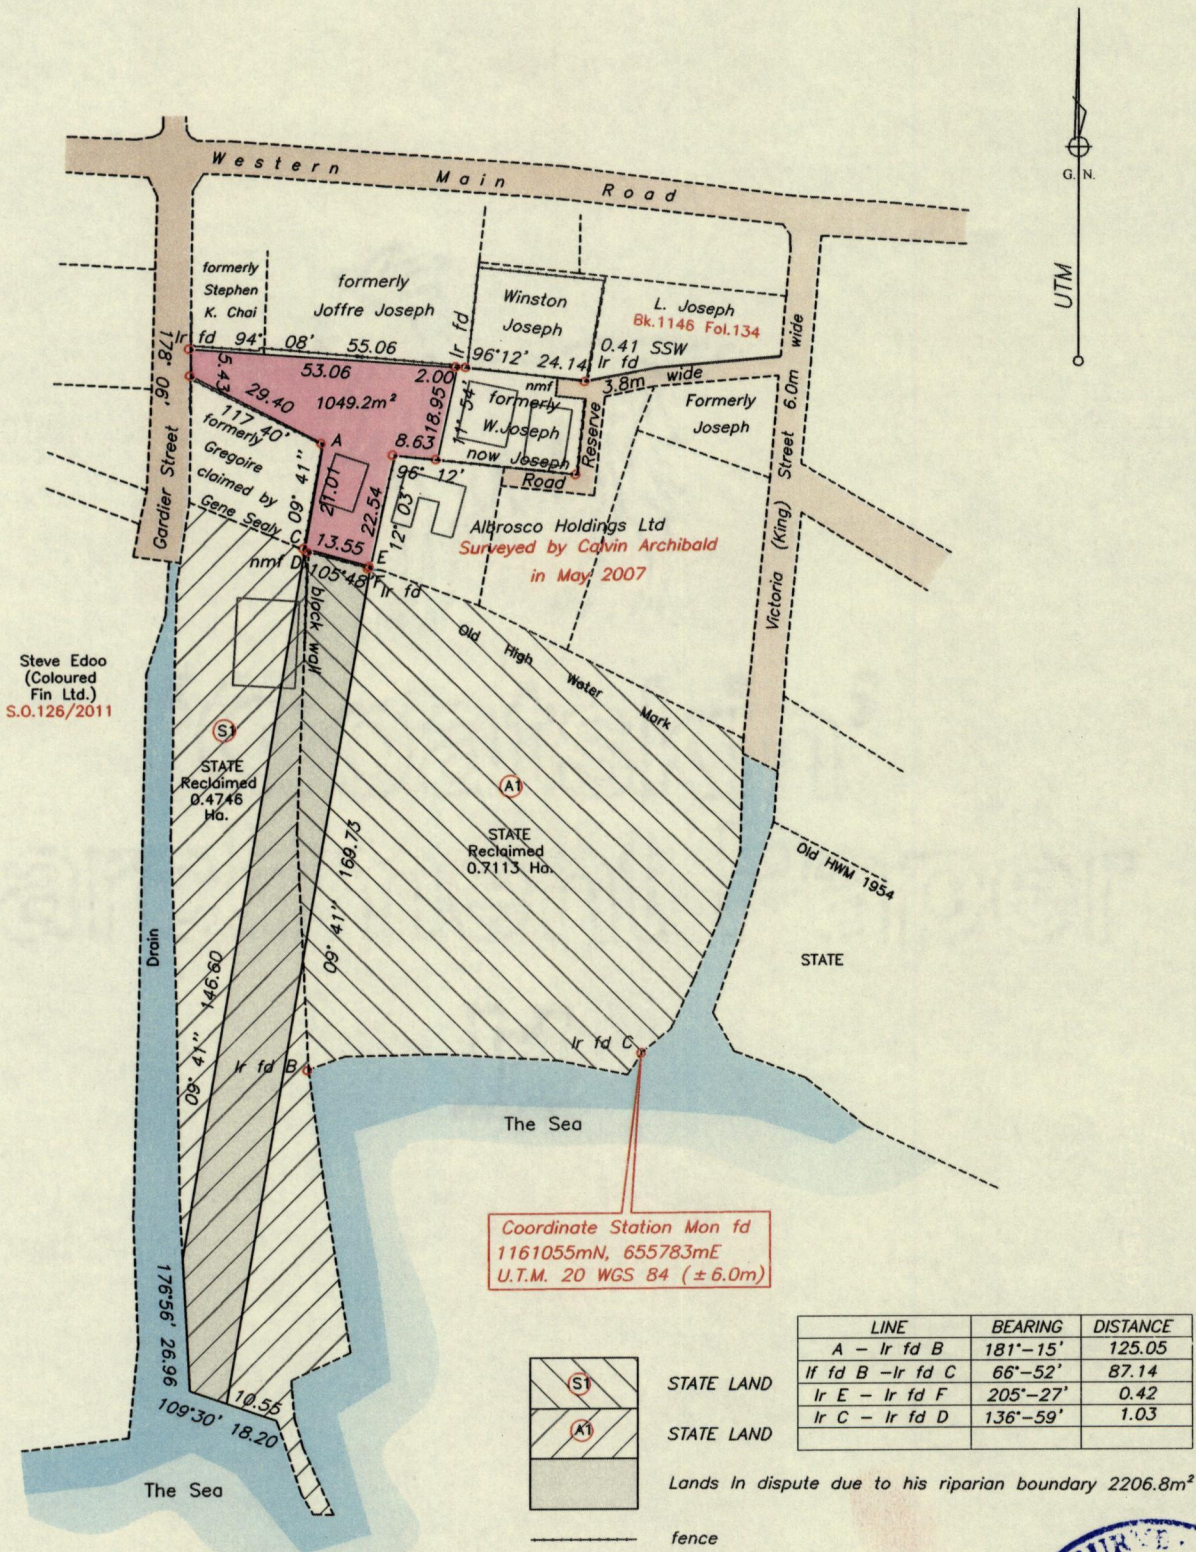 Western Main Road
G. N.
UTM
formerly
Stephen
K. Chai
formerly
Joffre Joseph
Winston
Joseph
L. Joseph
Bk.1146 Fol.134
6.0m wide
Ir fd
94° 08' 55.06
Ir fd
96°12' 24.14
0.41 SSW
Ir fd
178° 06'
5.43
53.06
2.00
nmf
3.8m wide
29.40
1049.2m²
18.95
11° 54'
formerly
W.Joseph
now Joseph
Reserve
Road
Formerly
Joseph
117°40'
formerly
Gregoire
claimed by
Gene Sealy
A
8.63
96° 12'
09° 41"
21.01
22.54
12° 03'
Gardier Street
Victoria (King) Street
Albrosco Holdings Ltd
Surveyed by Calvin Archibald
in May 2007
C
13.55
E
nmf D
105°48'
F
Ir fd
block wall
Old High Water Mark
Steve Edoo
(Coloured
Fin Ltd.)
S.O.126/2011
S1
STATE
Reclaimed
0.4746
Ha.
A1
STATE
Reclaimed
0.7113 Ha.
169.73
09° 41"
Old HWM 1954
STATE
Drain
146.60
09° 41"
Ir fd B
Ir fd C
The Sea
Coordinate Station Mon fd
1161055mN, 655783mE
U.T.M. 20 WGS 84 (±6.0m)
176°56' 26.96
10.55
109°30' 18.20
The Sea
LINE BEARING DISTANCE
A - Ir fd B 181°-15' 125.05
If fd B -Ir fd C 66°-52' 87.14
Ir E - Ir fd F 205°-27' 0.42
Ir C - Ir fd D 136°-59' 1.03
S1 STATE LAND
A1 STATE LAND
Lands In dispute due to his riparian boundary 2206.8m²
fence